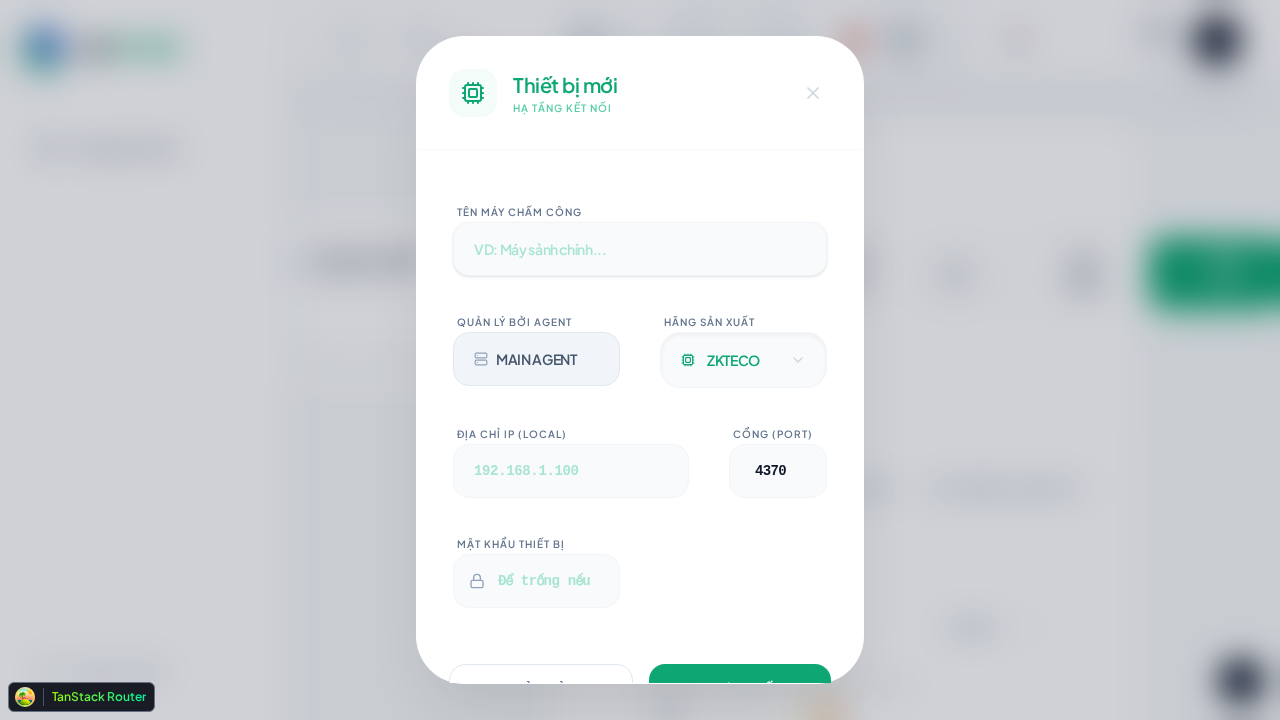 Thiết bị mới
HẠ TẦNG KẾT NỐI
TÊN MÁY CHẤM CÔNG
VD: Máy sảnh chính...
QUẢN LÝ BỞI AGENT
HÃNG SẢN XUẤT
MAIN AGENT
ZKTECO
ĐỊA CHỈ IP (LOCAL)
CỔNG (PORT)
192.168.1.100
4370
MẬT KHẨU THIẾT BỊ
Để trống nếu
TanStack Router